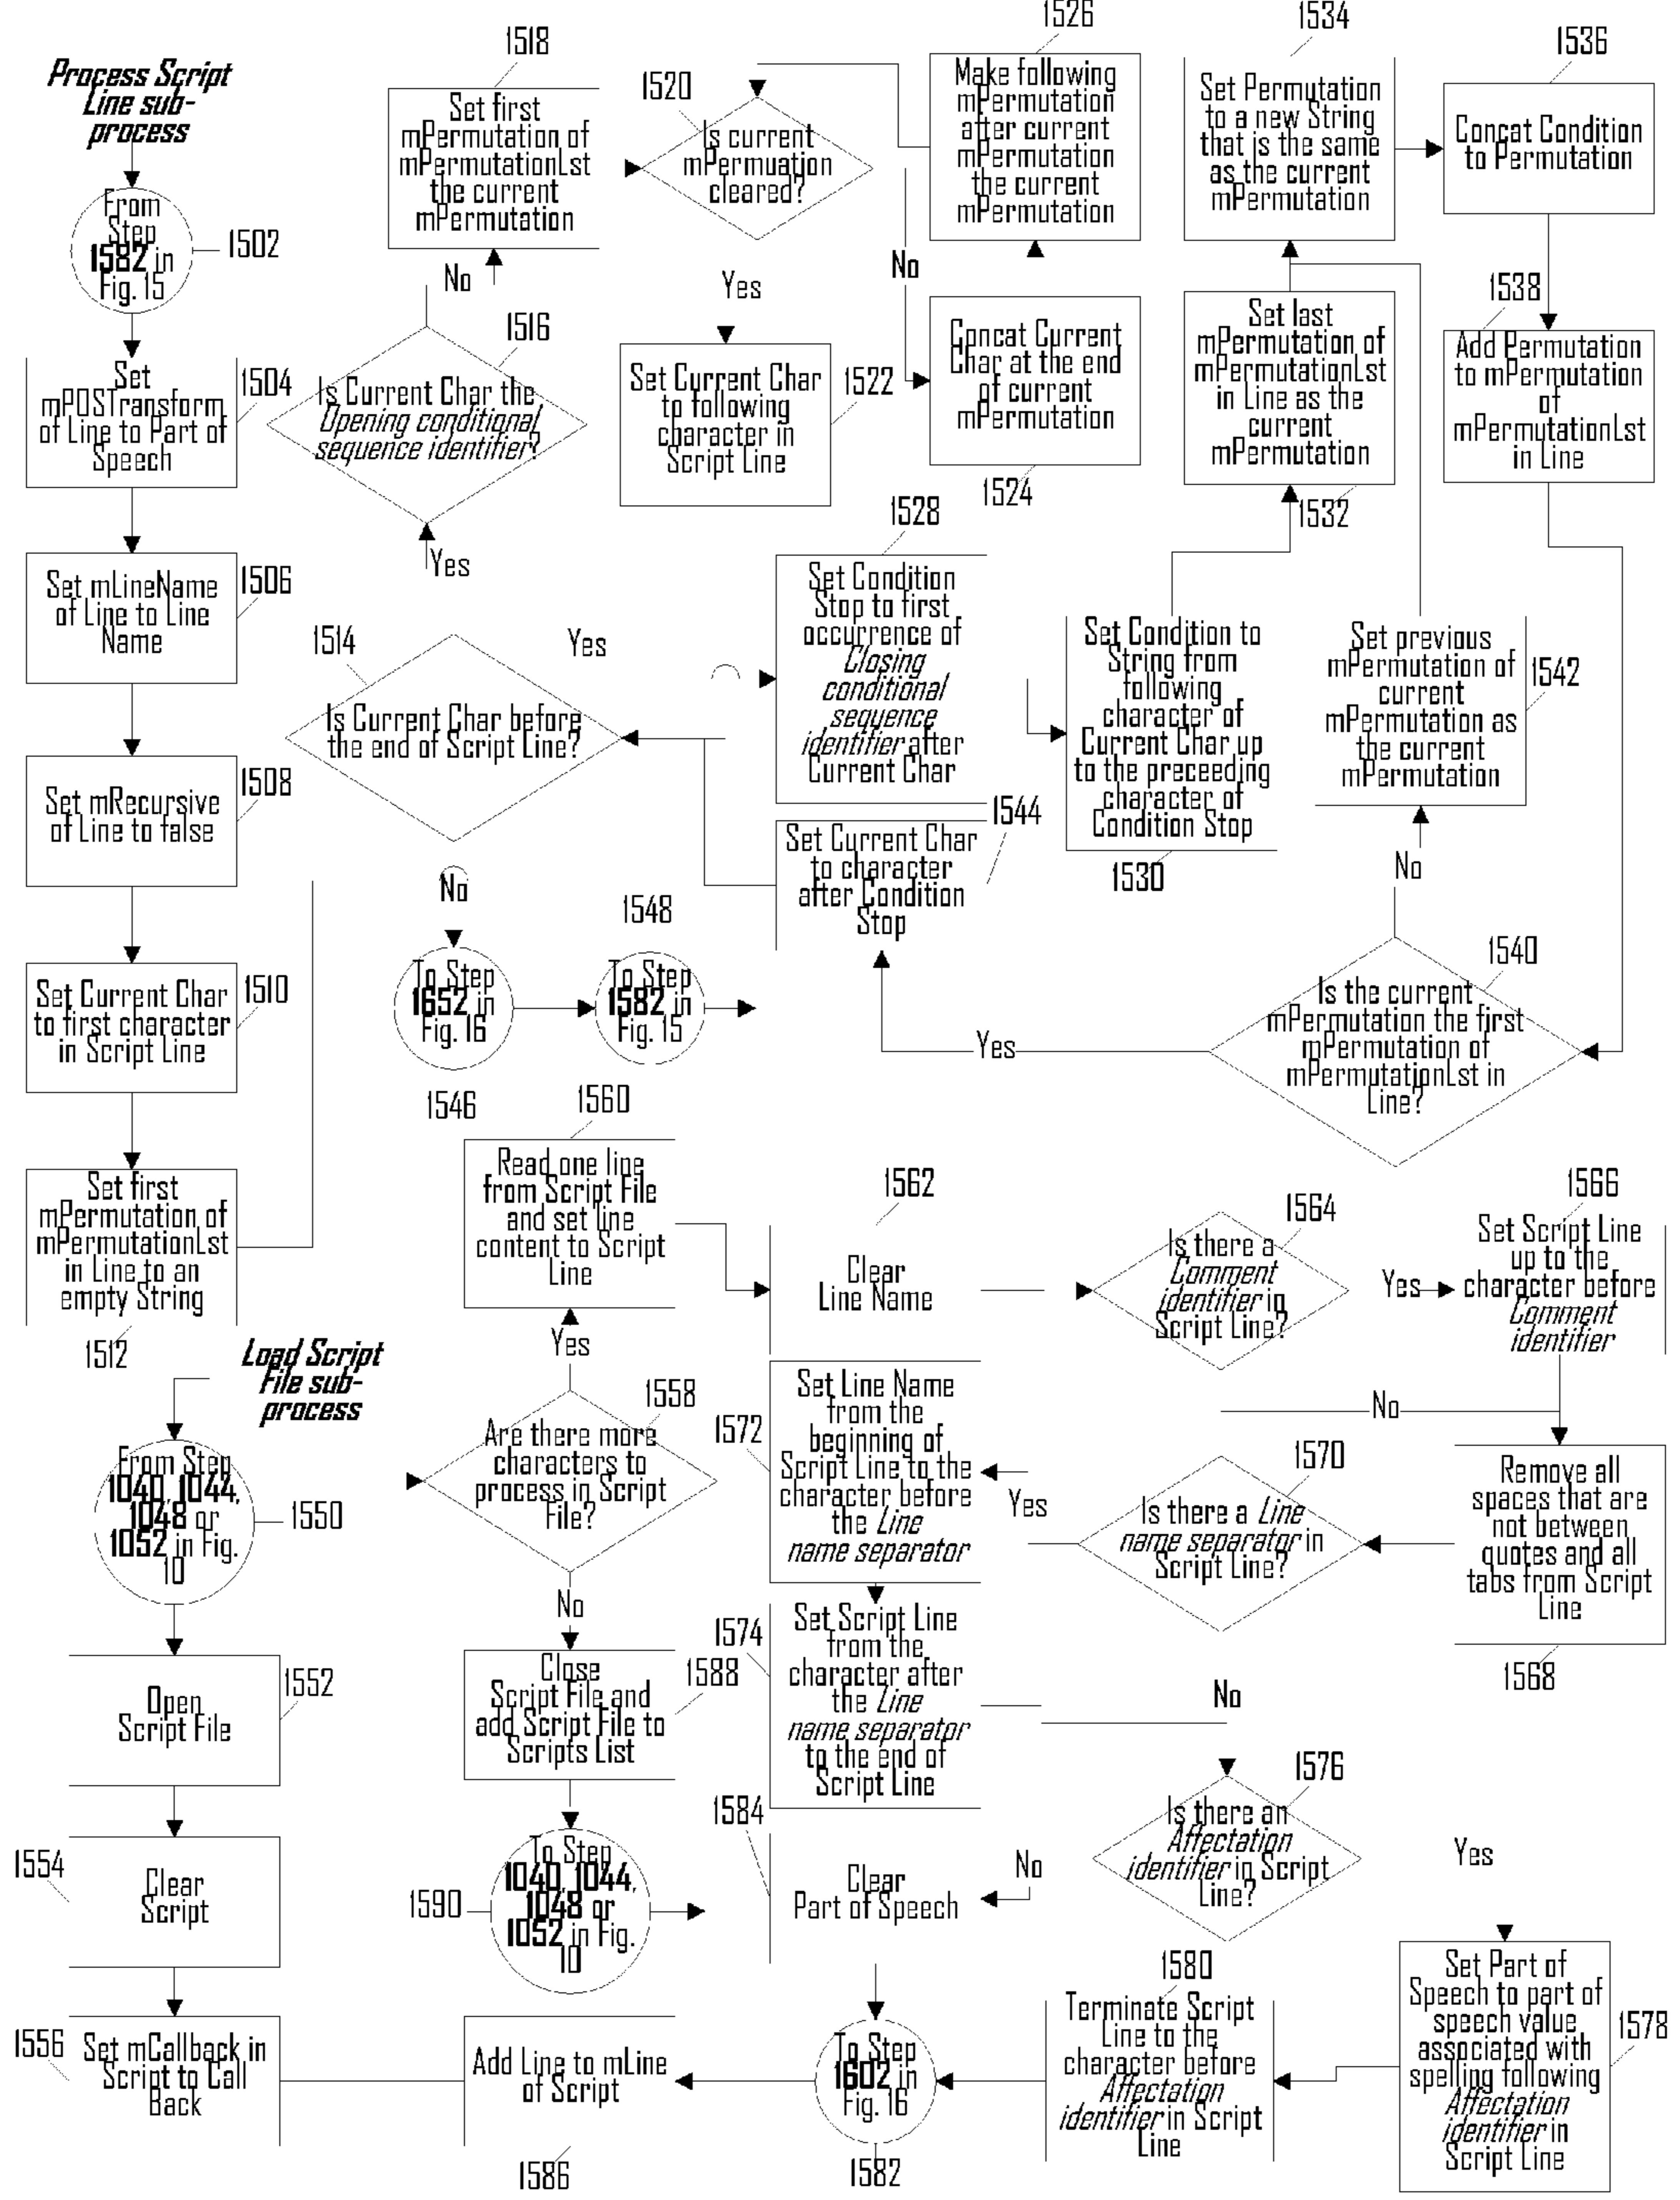 Process Script
Line sub-
process
From
Step
1582 in
Fig. 15
1502
Set
mPOSTransform
of Line to Part of
Speech
1504
Set mLineName
of Line to Line
Name
1506
Set mRecursive
of Line to false
1508
Set Current Char
to first character
in Script Line
1510
Set first
mPermutation of
mPermutationLst
in Line to an
empty String
1512
1514
Is Current Char before
the end of Script Line?
Yes
No
1516
Is Current Char the
Opening conditional
sequence identifier?
Yes
No
1518
Set first
mPermutation of
mPermutationLst
the current
mPermutation
1520
Is current
mPermuation
cleared?
Yes
No
Set Current Char
to following
character in
Script Line
1522
Concat Current
Char at the end
of current
mPermutation
1524
1526
Make following
mPermutation
after current
mPermutation
the current
mPermutation
1528
Set Condition
Stop to first
occurrence of
Closing
conditional
sequence
identifier after
Current Char
Set Condition to
String from
following
character of
Current Char up
to the preceeding
character of
Condition Stop
1530
Set last
mPermutation of
mPermutationLst
in Line as the
current
mPermutation
1532
1534
Set Permutation
to a new String
that is the same
as the current
mPermutation
1536
Concat Condition
to Permutation
1538
Add Permutation
to mPermutation
of
mPermutationLst
in Line
1540
Is the current
mPermutation the first
mPermutation of
mPermutationLst in
Line?
Yes
No
Set previous
mPermutation of
current
mPermutation as
the current
mPermutation
1542
1544
Set Current Char
to character
after Condition
Stop
To Step
1652 in
Fig. 16
1546
1548
To Step
1582 in
Fig. 15
Load Script
File sub-
process
From Step
1040, 1044,
1048 or
1052 in Fig.
10
1550
Open
Script File
1552
1554
Clear
Script
1556
Set mCallback in
Script to Call
Back
1558
Are there more
characters to
process in Script
File?
Yes
No
1560
Read one line
from Script File
and set line
content to Script
Line
1562
Clear
Line Name
1564
Is there a
Comment
identifier in
Script Line?
Yes
No
1566
Set Script Line
up to the
character before
Comment
identifier
Remove all
spaces that are
not between
quotes and all
tabs from Script
Line
1568
1570
Is there a Line
name separator in
Script Line?
Yes
No
1572
Set Line Name
from the
beginning of
Script Line to the
character before
the Line
name separator
1574
Set Script Line
from the
character after
the Line
name separator
to the end of
Script Line
1576
Is there an
Affectation
identifier in Script
Line?
Yes
No
Set Part of
Speech to part of
speech value
associated with
spelling following
Affectation
identifier in
Script Line
1578
1580
Terminate Script
Line to the
character before
Affectation
identifier in Script
Line
To Step
1602 in
Fig. 16
1582
1584
Clear
Part of Speech
Add Line to mLine
of Script
1586
Close
Script File and
add Script File to
Scripts List
1588
To Step
1040, 1044,
1048 or
1052 in Fig.
10
1590